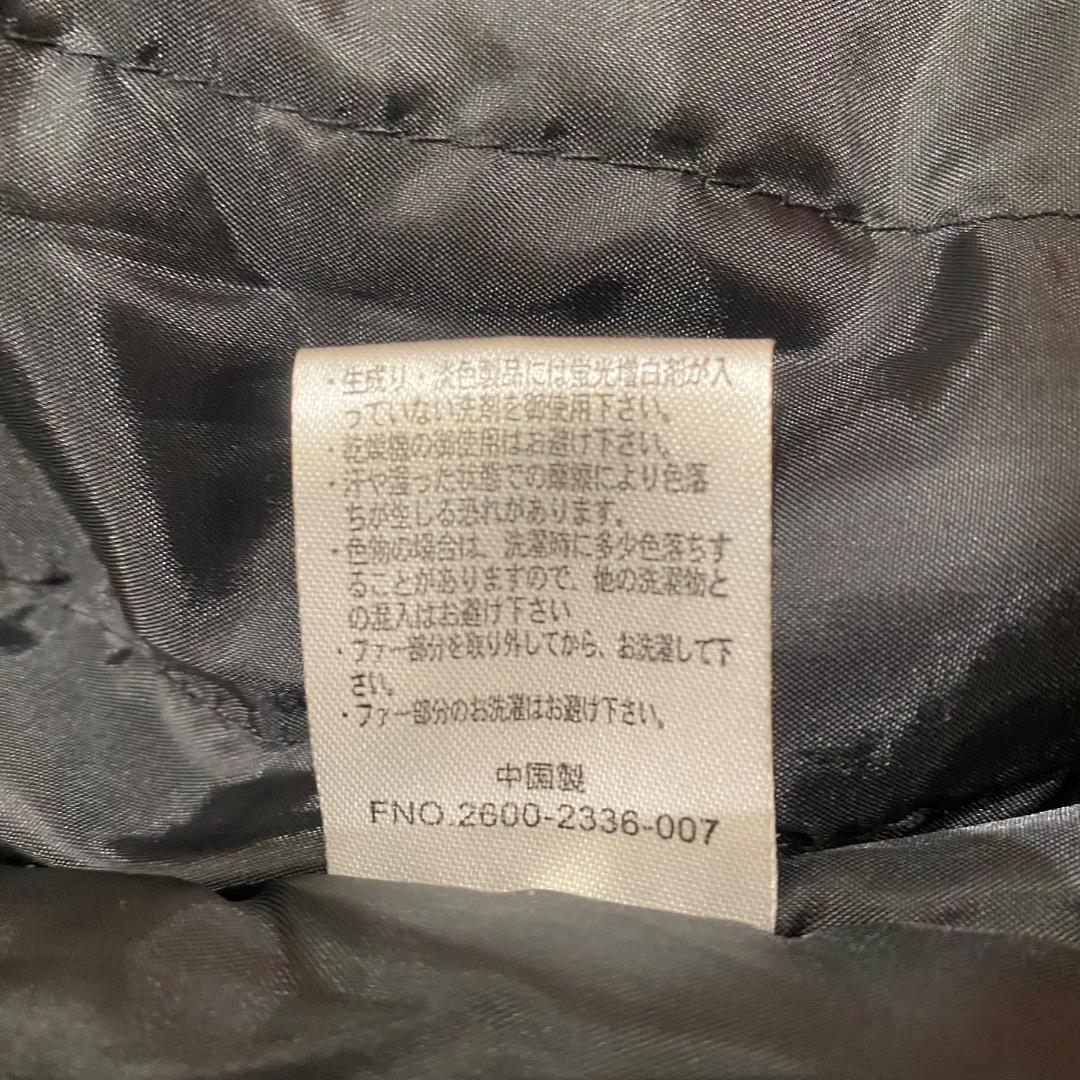 ・生成り・淡色製品には蛍光増白剤が入
っていない洗剤を御使用下さい。
・乾燥機の御使用はお避け下さい。
・汗や湿った状態での摩擦により色落
ちが生じる恐れがあります。
・色物の場合は、洗濯時に多少色落ちす
ることがありますので、他の洗濯物と
の混入はお避け下さい
・ファー部分を取り外してから、お洗濯して下
さい。
・ファー部分のお洗濯はお避け下さい。
中国製
FNO.2600-2336-007